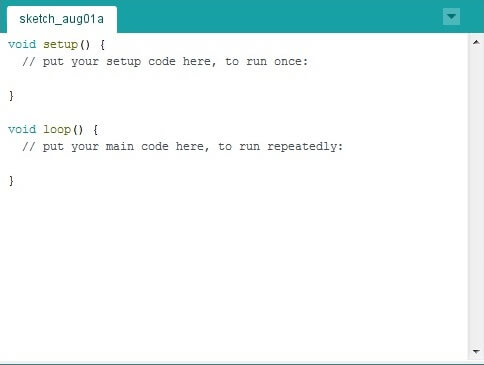 sketch_aug01a
void setup() {
  // put your setup code here, to run once:
}
void loop() {
  // put your main code here, to run repeatedly:
}